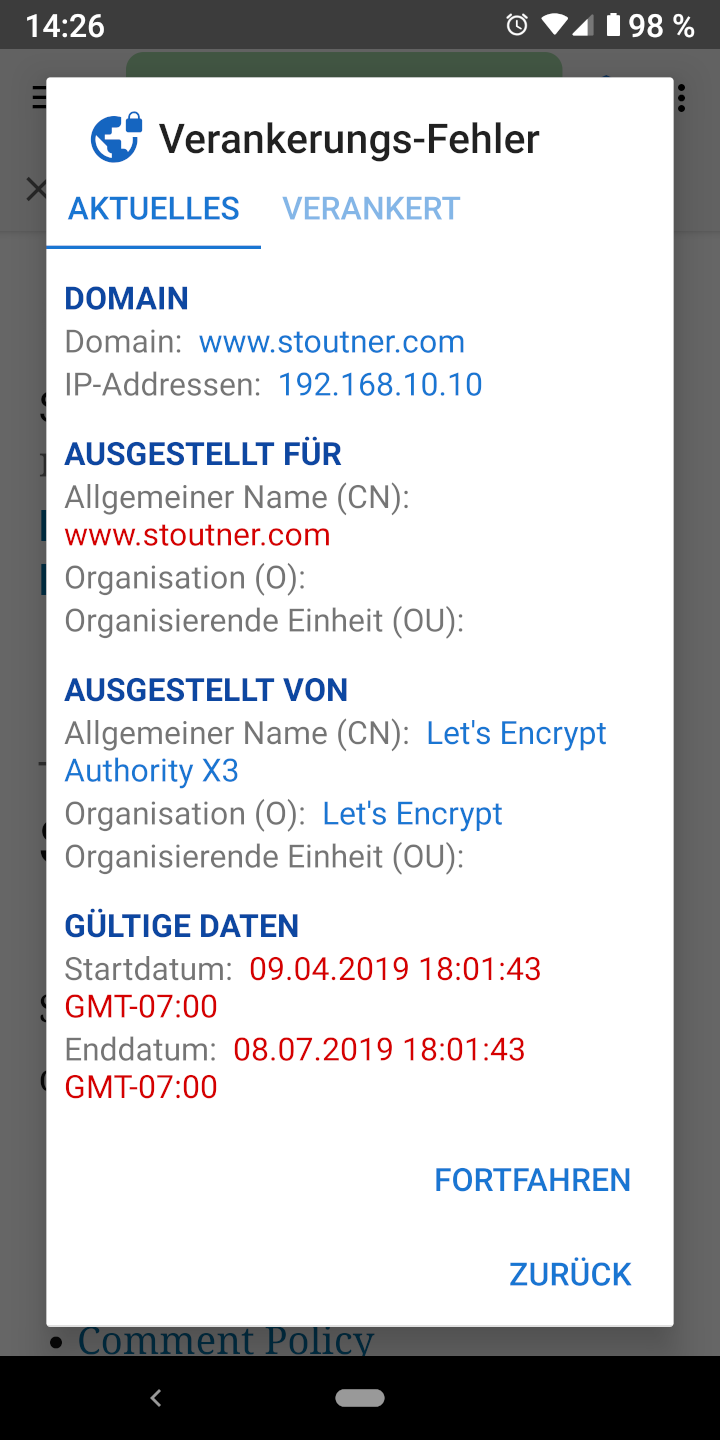 14:26
98 %
Verankerungs-Fehler
AKTUELLES VERANKERT
DOMAIN
Domain: www.stoutner.com
IP-Addressen: 192.168.10.10
AUSGESTELLT FÜR
Allgemeiner Name (CN):
www.stoutner.com
Organisation (O):
Organisierende Einheit (OU):
AUSGESTELLT VON
Allgemeiner Name (CN): Let's Encrypt
Authority X3
Organisation (O): Let's Encrypt
Organisierende Einheit (OU):
GÜLTIGE DATEN
Startdatum: 09.04.2019 18:01:43
GMT-07:00
Enddatum: 08.07.2019 18:01:43
GMT-07:00
FORTFAHREN
ZURÜCK
Comment Policy